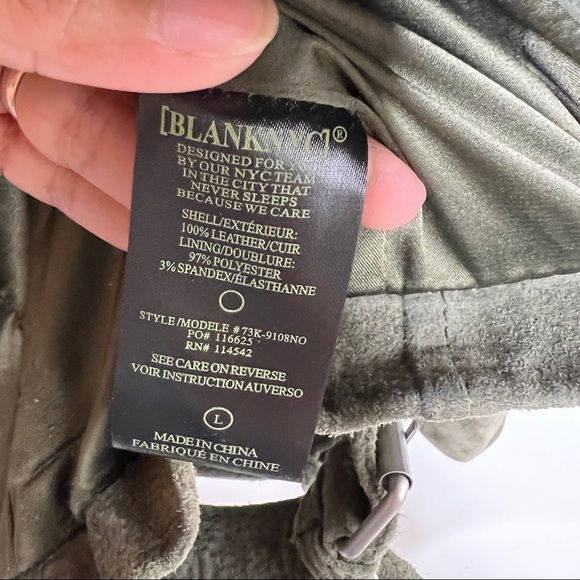 [BLANKNYC]®
DESIGNED FOR YOU
BY OUR NYC TEAM
IN THE CITY THAT
NEVER SLEEPS
BECAUSE WE CARE
SHELL/EXTÉRIEUR:
100% LEATHER/CUIR
LINING/DOUBLURE:
97% POLYESTER
3% SPANDEX/ÉLASTHANNE
STYLE/MODELE #73K-9108NO
PO# 116625
RN# 114542
SEE CARE ON REVERSE
VOIR INSTRUCTION AUVERSO
L
MADE IN CHINA
FABRIQUÉ EN CHINE